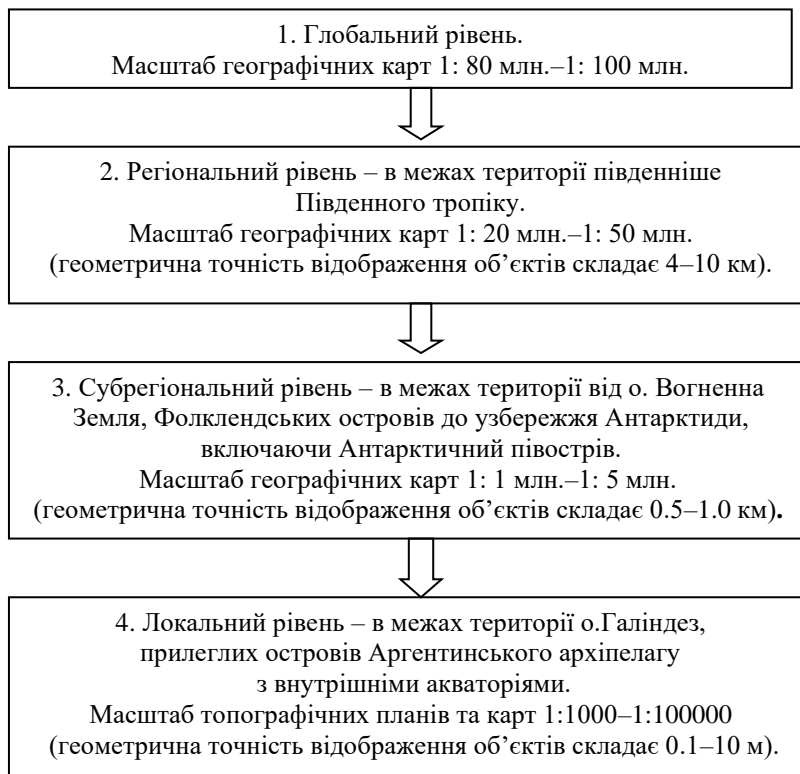 1. Глобальний рівень.
Масштаб географічних карт 1: 80 млн.–1: 100 млн.
2. Регіональний рівень – в межах території південніше
Південного тропіку.
Масштаб географічних карт 1: 20 млн.–1: 50 млн.
(геометрична точність відображення об’єктів складає 4–10 км).
3. Субрегіональний рівень – в межах території від о. Вогненна
Земля, Фолклендських островів до узбережжя Антарктиди,
включаючи Антарктичний півострів.
Масштаб географічних карт 1: 1 млн.–1: 5 млн.
(геометрична точність відображення об’єктів складає 0.5–1.0 км).
4. Локальний рівень – в межах території о.Галіндез,
прилеглих островів Аргентинського архіпелагу
з внутрішніми акваторіями.
Масштаб топографічних планів та карт 1:1000–1:100000
(геометрична точність відображення об’єктів складає 0.1–10 м).